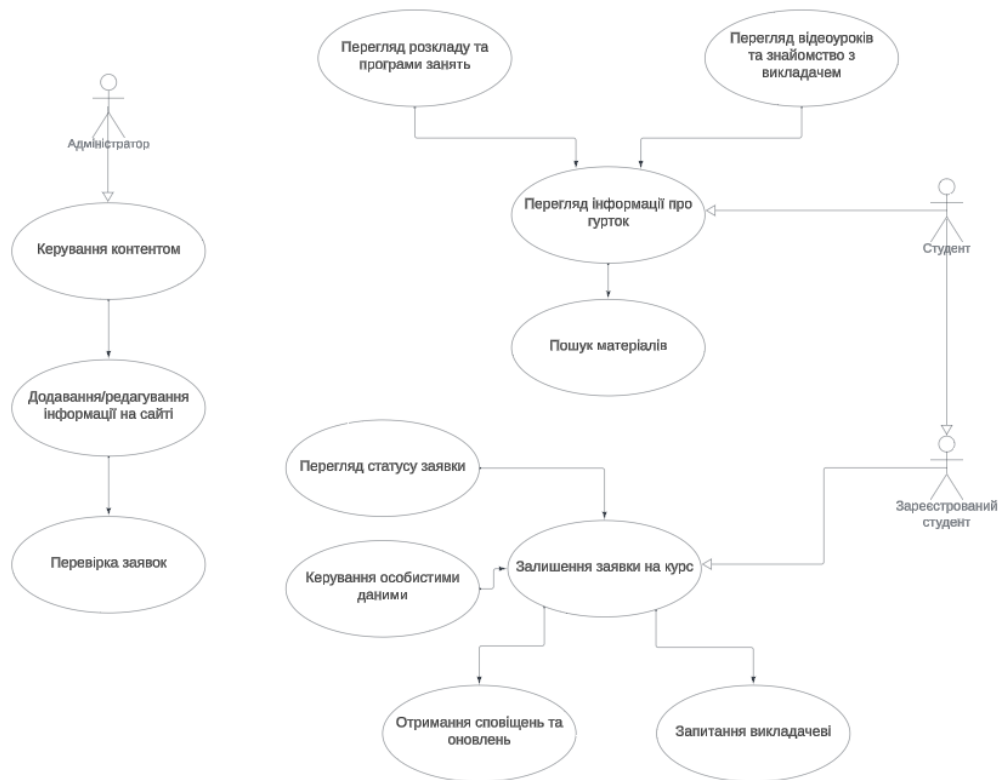 Перегляд розкладу та
програми занять
Перегляд відеоуроків
та знайомство з
викладачем
Адміністратор
Перегляд інформації про
гурток
Керування контентом
Студент
Пошук матеріалів
Додавання/редагування
інформації на сайті
Перегляд статусу заявки
Зареєстрований
студент
Перевірка заявок
Залишення заявки на курс
Керування особистими
даними
Отримання сповіщень та
оновлень
Запитання викладачеві